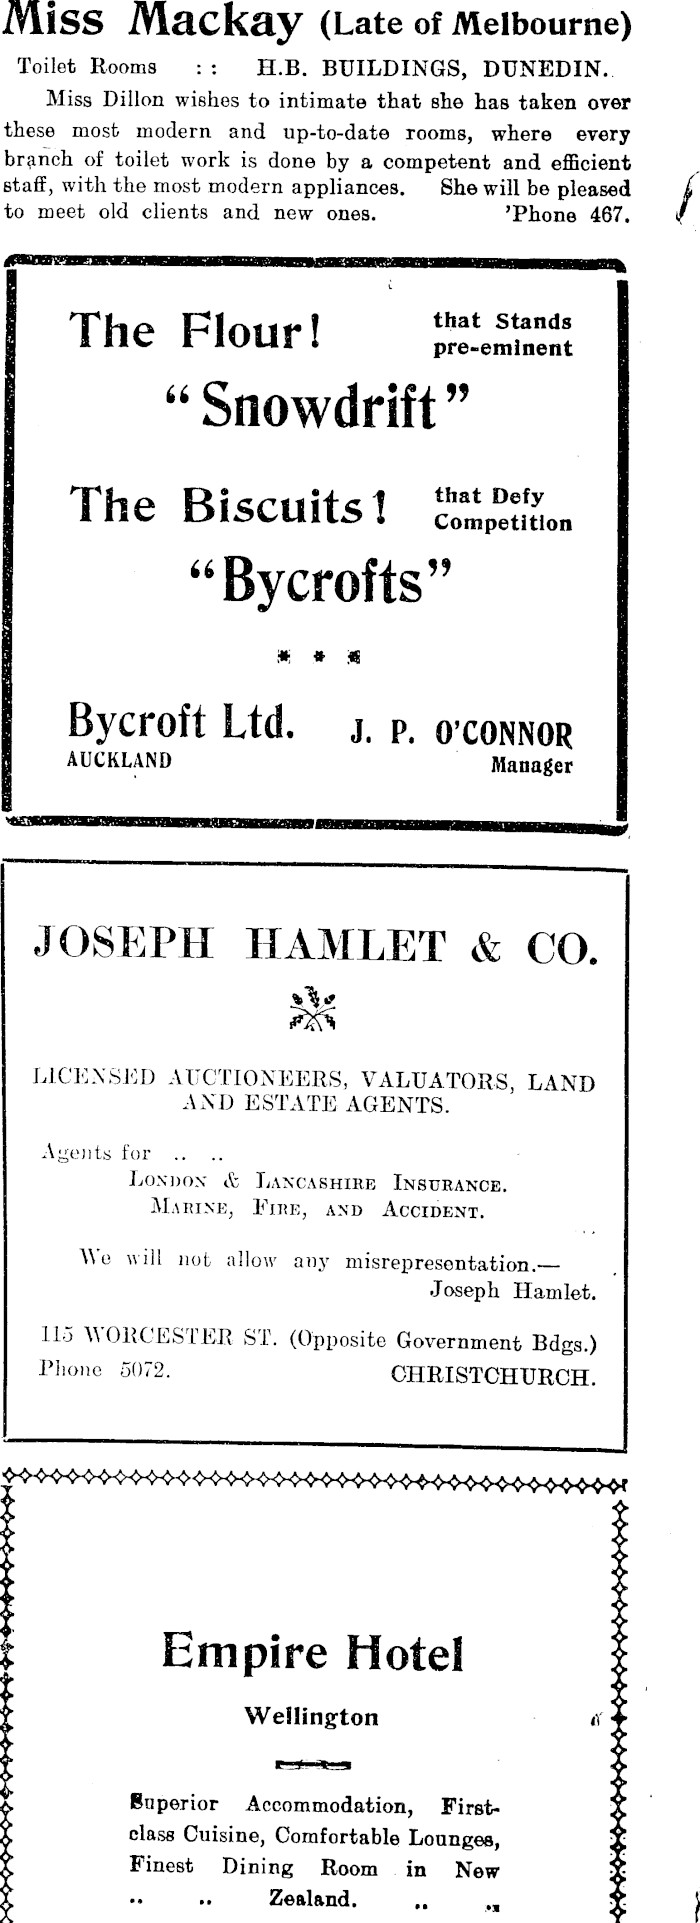 Miss Mackay (Late of Melbourne)
Toilet Rooms : : H.B. BUILDINGS, DUNEDIN.
Miss Dillon wishes to intimate that she has taken over
these most modern and up-to-date rooms, where every
branch of toilet work is done by a competent and efficient
staff, with the most modern appliances. She will be pleased
to meet old clients and new ones. 'Phone 467.
The Flour! that Stands
pre-eminent
"Snowdrift"
The Biscuits! that Defy
Competition
"Bycrofts"
* * *
Bycroft Ltd. J. P. O'CONNOR
AUCKLAND Manager
JOSEPH HAMLET & CO.
LICENSED AUCTIONEERS, VALUATORS, LAND
AND ESTATE AGENTS.
Agents for .. ..
LONDON & LANCASHIRE INSURANCE.
MARINE, FIRE, AND ACCIDENT.
We will not allow any misrepresentation.—
Joseph Hamlet.
115 WORCESTER ST. (Opposite Government Bdgs.)
Phone 5072. CHRISTCHURCH.
Empire Hotel
Wellington
Superior Accommodation, First-
class Cuisine, Comfortable Lounges,
Finest Dining Room in New
.. .. Zealand. .. ..